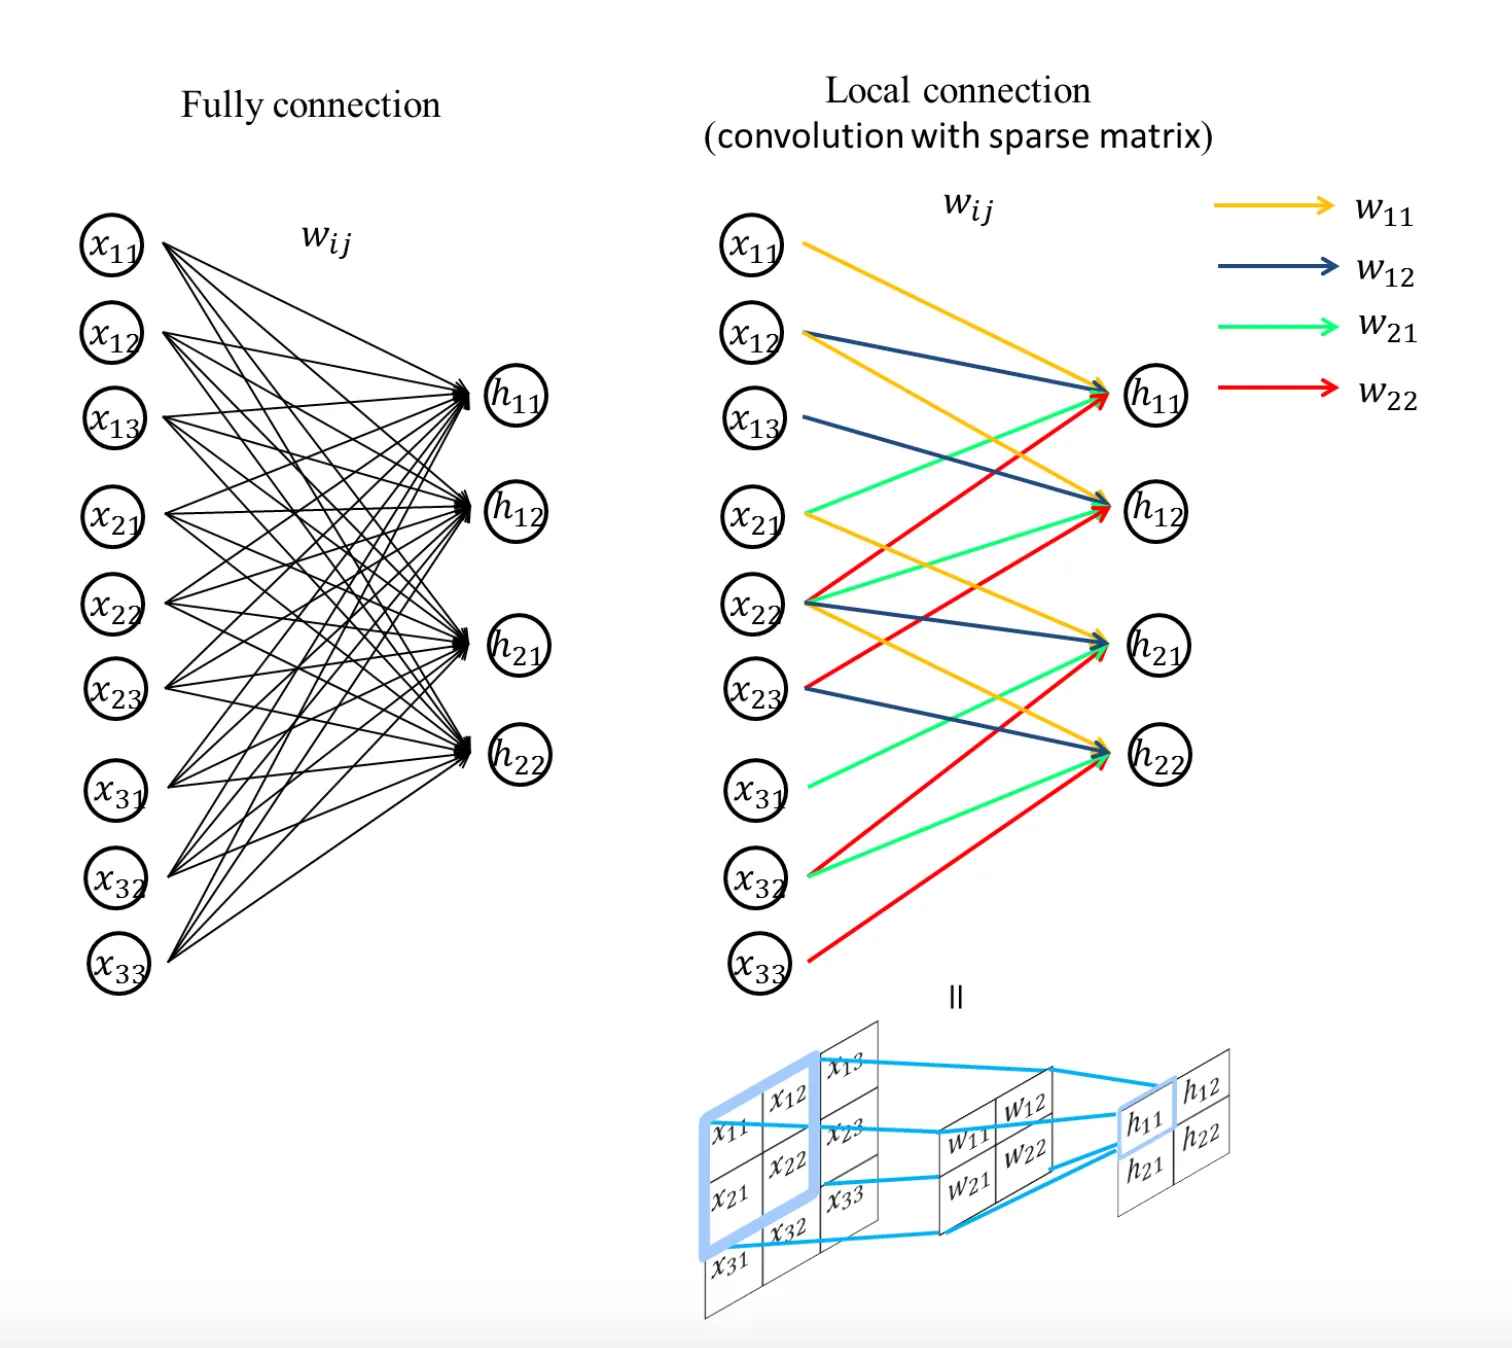 Fully connection
w_{ij}
x_{11}
x_{12}
x_{13}
x_{21}
x_{22}
x_{23}
x_{31}
x_{32}
x_{33}
h_{11}
h_{12}
h_{21}
h_{22}
Local connection
(convolution with sparse matrix)
w_{ij}
x_{11}
x_{12}
x_{13}
x_{21}
x_{22}
x_{23}
x_{31}
x_{32}
x_{33}
h_{11}
h_{12}
h_{21}
h_{22}
w_{11}
w_{12}
w_{21}
w_{22}
=
x_{11} x_{12} x_{13}
x_{21} x_{22} x_{23}
x_{31} x_{32} x_{33}
w_{11} w_{12}
w_{21} w_{22}
h_{11} h_{12}
h_{21} h_{22}